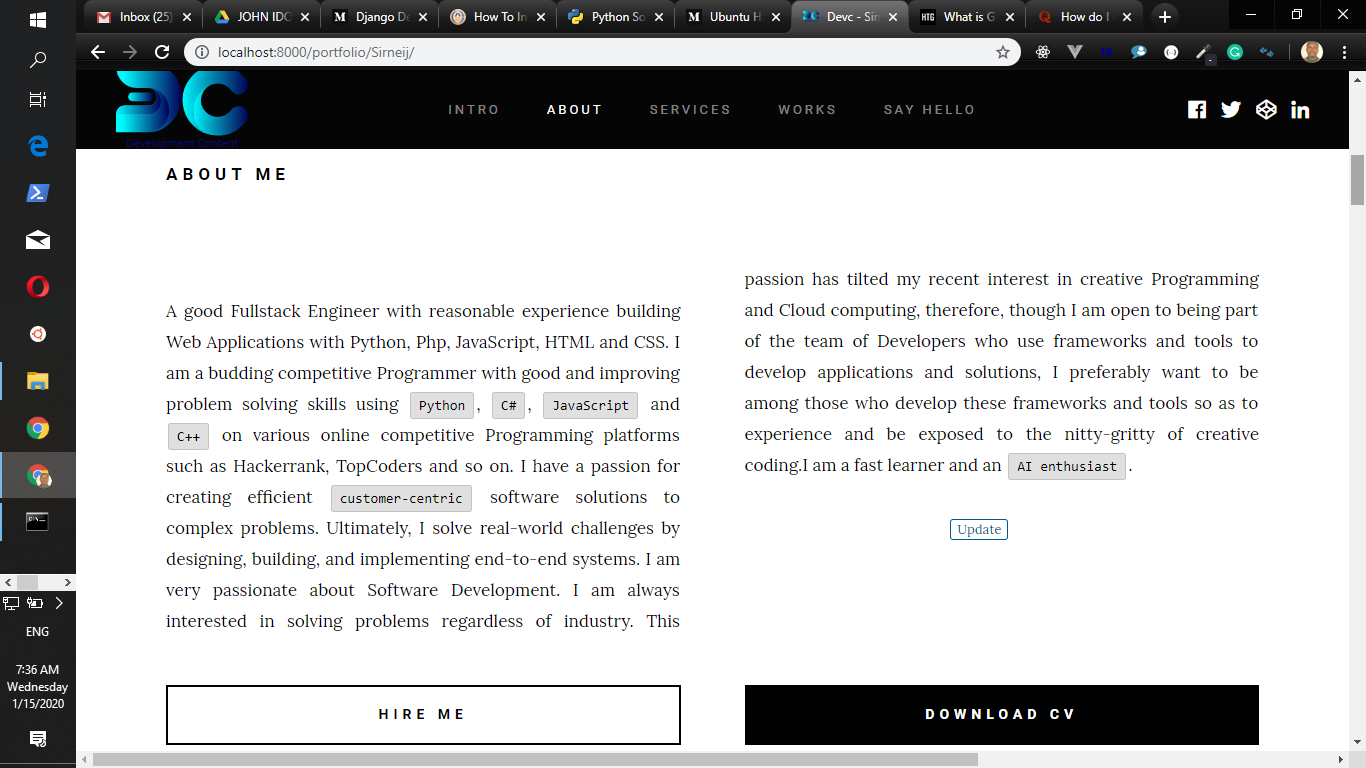 Inbox (25)
JOHN IDO
Django De
How To In
Python So
Ubuntu H
Devc - Sir
HTG
What is G
How do I
localhost:8000/portfolio/Sirneij/
Development Content
INTRO
ABOUT
SERVICES
WORKS
SAY HELLO
ABOUT ME
A good Fullstack Engineer with reasonable experience building
Web Applications with Python, Php, JavaScript, HTML and CSS. I
am a budding competitive Programmer with good and improving
problem solving skills using Python , C# , JavaScript and
C++ on various online competitive Programming platforms
such as Hackerrank, TopCoders and so on. I have a passion for
creating efficient customer-centric software solutions to
complex problems. Ultimately, I solve real-world challenges by
designing, building, and implementing end-to-end systems. I am
very passionate about Software Development. I am always
interested in solving problems regardless of industry. This
passion has tilted my recent interest in creative Programming
and Cloud computing, therefore, though I am open to being part
of the team of Developers who use frameworks and tools to
develop applications and solutions, I preferably want to be
among those who develop these frameworks and tools so as to
experience and be exposed to the nitty-gritty of creative
coding.I am a fast learner and an AI enthusiast .
Update
HIRE ME
DOWNLOAD CV
ENG
7:36 AM
Wednesday
1/15/2020